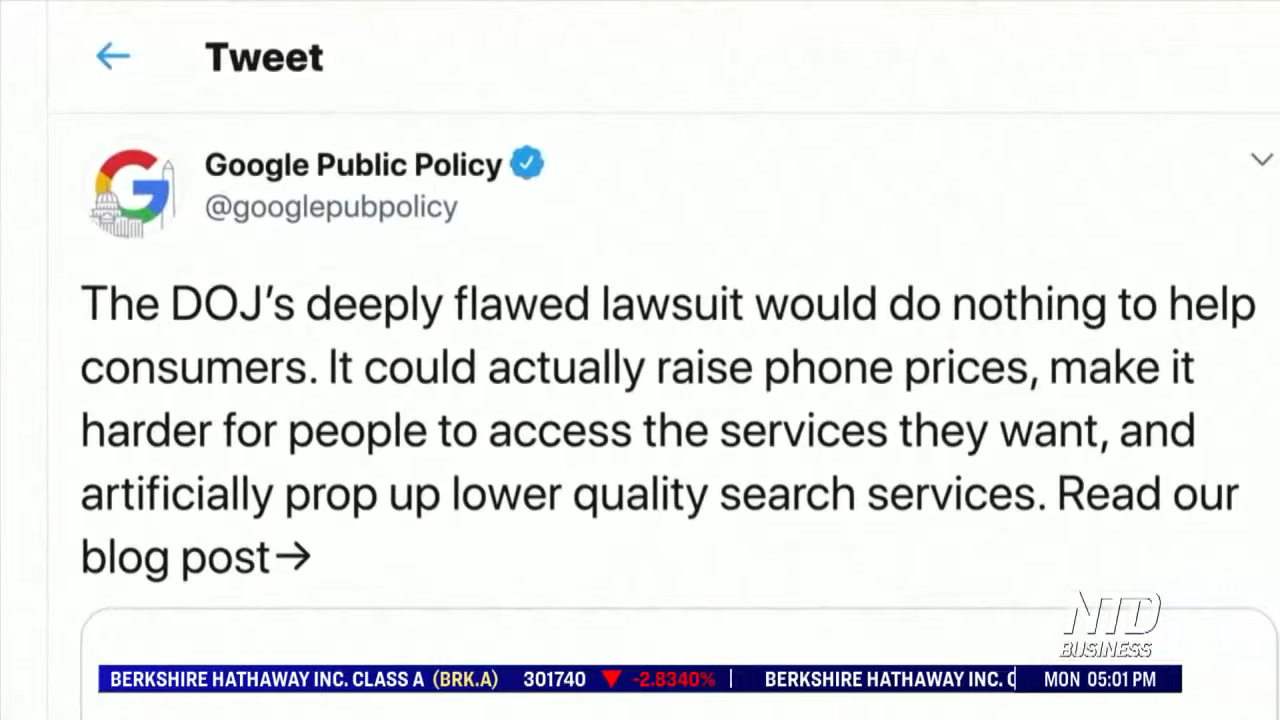 Tweet
Google Public Policy
@googlepubpolicy
The DOJ's deeply flawed lawsuit would do nothing to help
consumers. It could actually raise phone prices, make it
harder for people to access the services they want, and
artificially prop up lower quality search services. Read our
blog post→
NTD
BUSINESS
BERKSHIRE HATHAWAY INC. CLASS A (BRK.A) 301740 ▼ -2.8340% | BERKSHIRE HATHAWAY INC. MON 05:01 PM